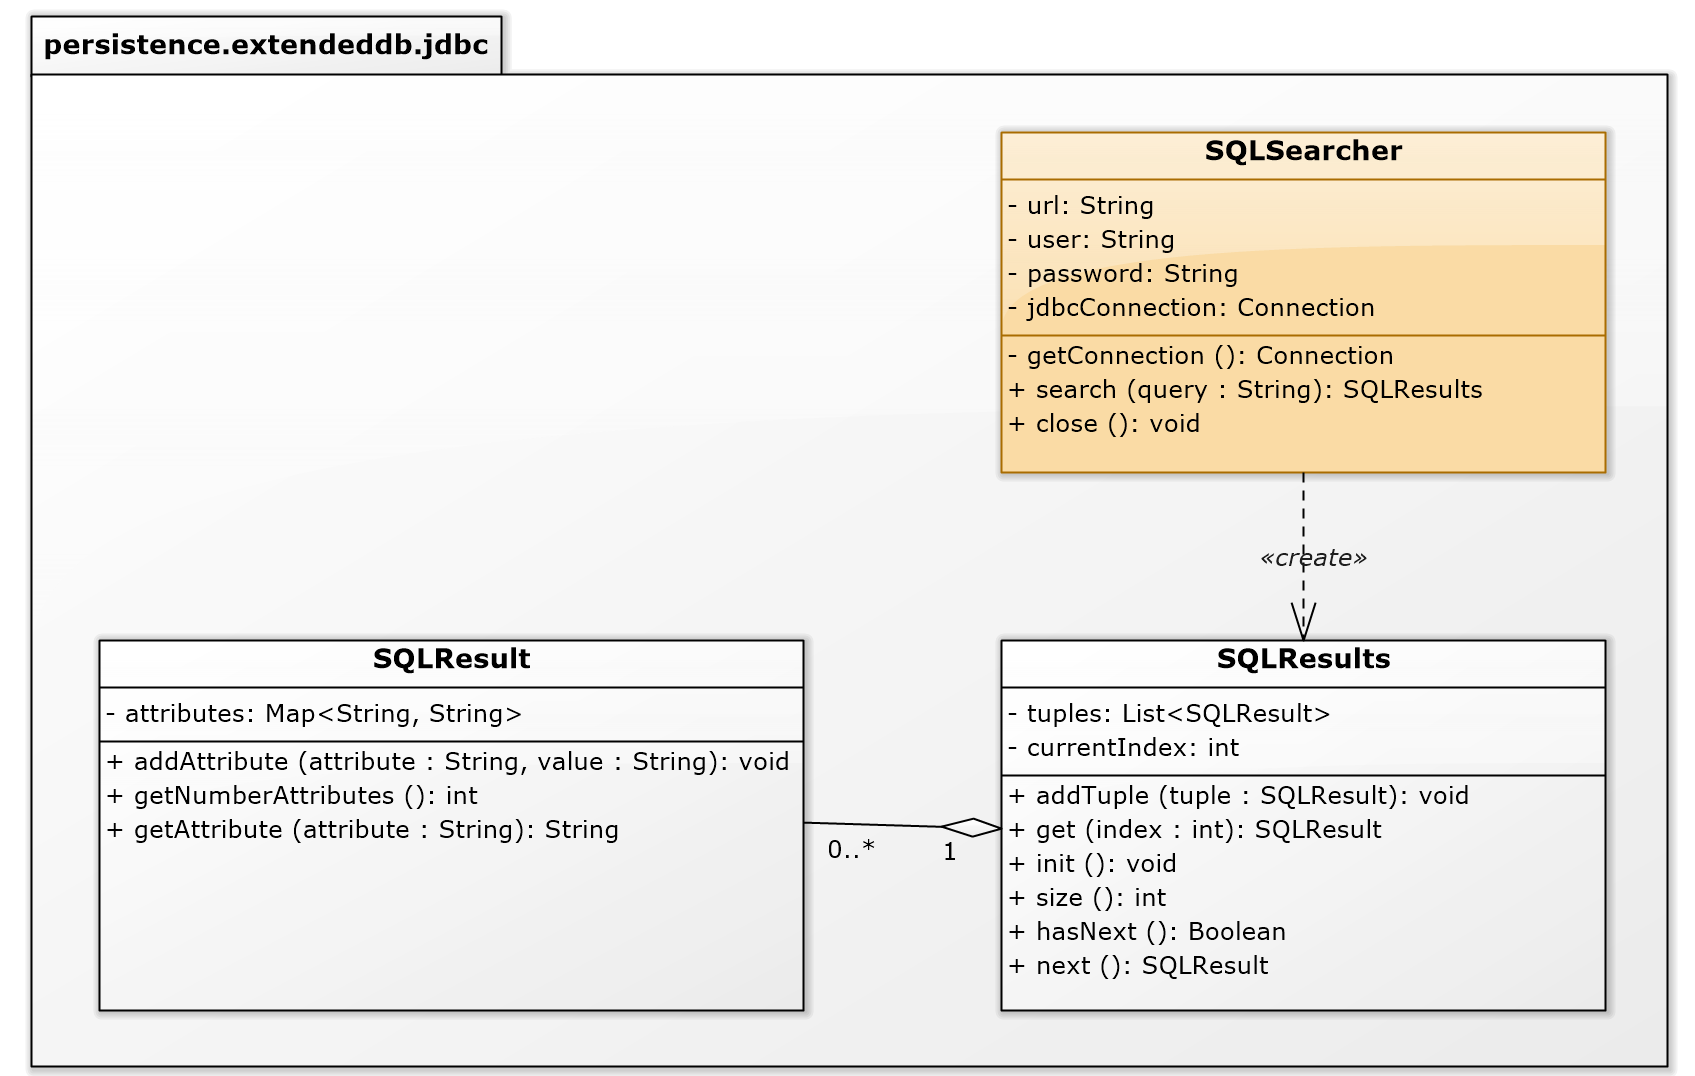 persistence.extendeddb.jdbc
SQLSearcher
- url: String
- user: String
- password: String
- jdbcConnection: Connection
- getConnection (): Connection
+ search (query : String): SQLResults
+ close (): void
«create»
SQLResult
- attributes: Map<String, String>
+ addAttribute (attribute : String, value : String): void
+ getNumberAttributes (): int
+ getAttribute (attribute : String): String
0..*
1
SQLResults
- tuples: List<SQLResult>
- currentIndex: int
+ addTuple (tuple : SQLResult): void
+ get (index : int): SQLResult
+ init (): void
+ size (): int
+ hasNext (): Boolean
+ next (): SQLResult